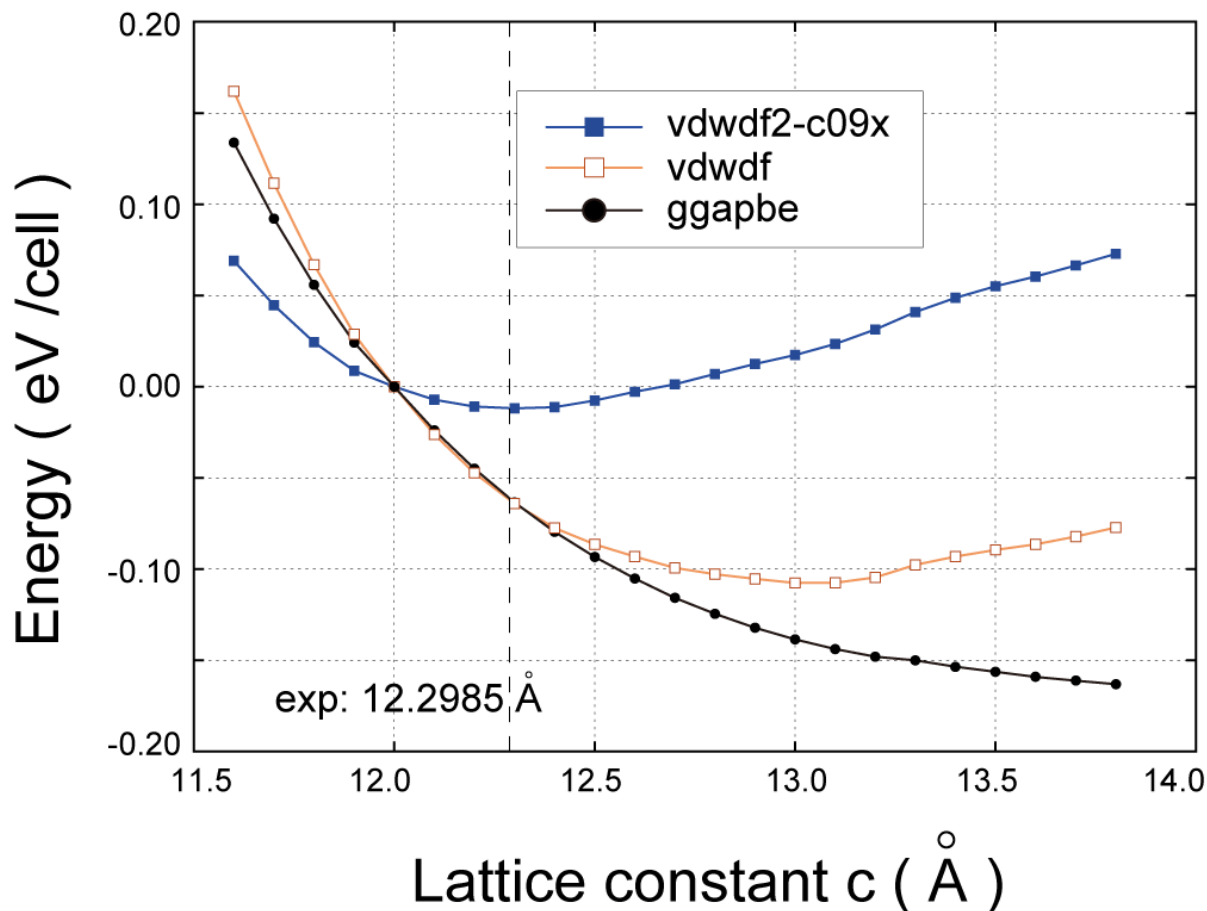 Energy ( eV /cell )
0.20
0.10
0.00
-0.10
-0.20
vdwdf2-c09x
vdwdf
ggapbe
exp: 12.2985 Å
11.5 12.0 12.5 13.0 13.5 14.0
Lattice constant c ( Å )